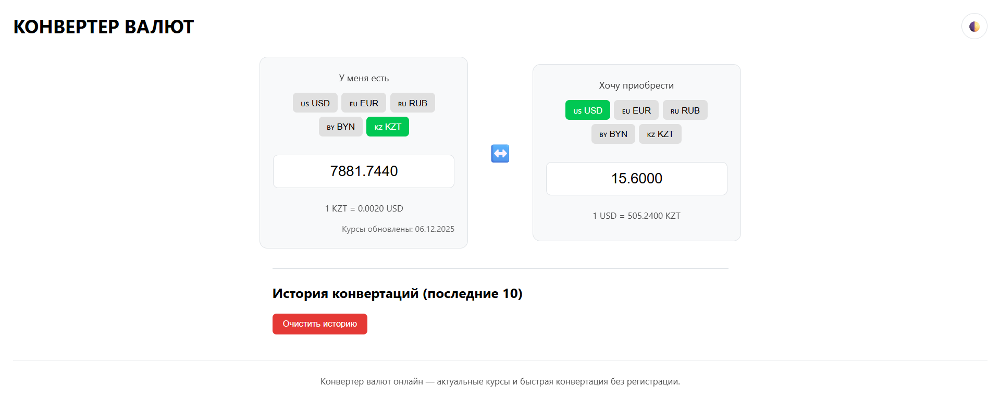 КОНВЕРТЕР ВАЛЮТ
У меня есть
US USD EU EUR RU RUB
BY BYN KZ KZT
7881.7440
1 KZT = 0.0020 USD
Курсы обновлены: 06.12.2025
Хочу приобрести
US USD EU EUR RU RUB
BY BYN KZ KZT
15.6000
1 USD = 505.2400 KZT
История конвертаций (последние 10)
Очистить историю
Конвертер валют онлайн — актуальные курсы и быстрая конвертация без регистрации.